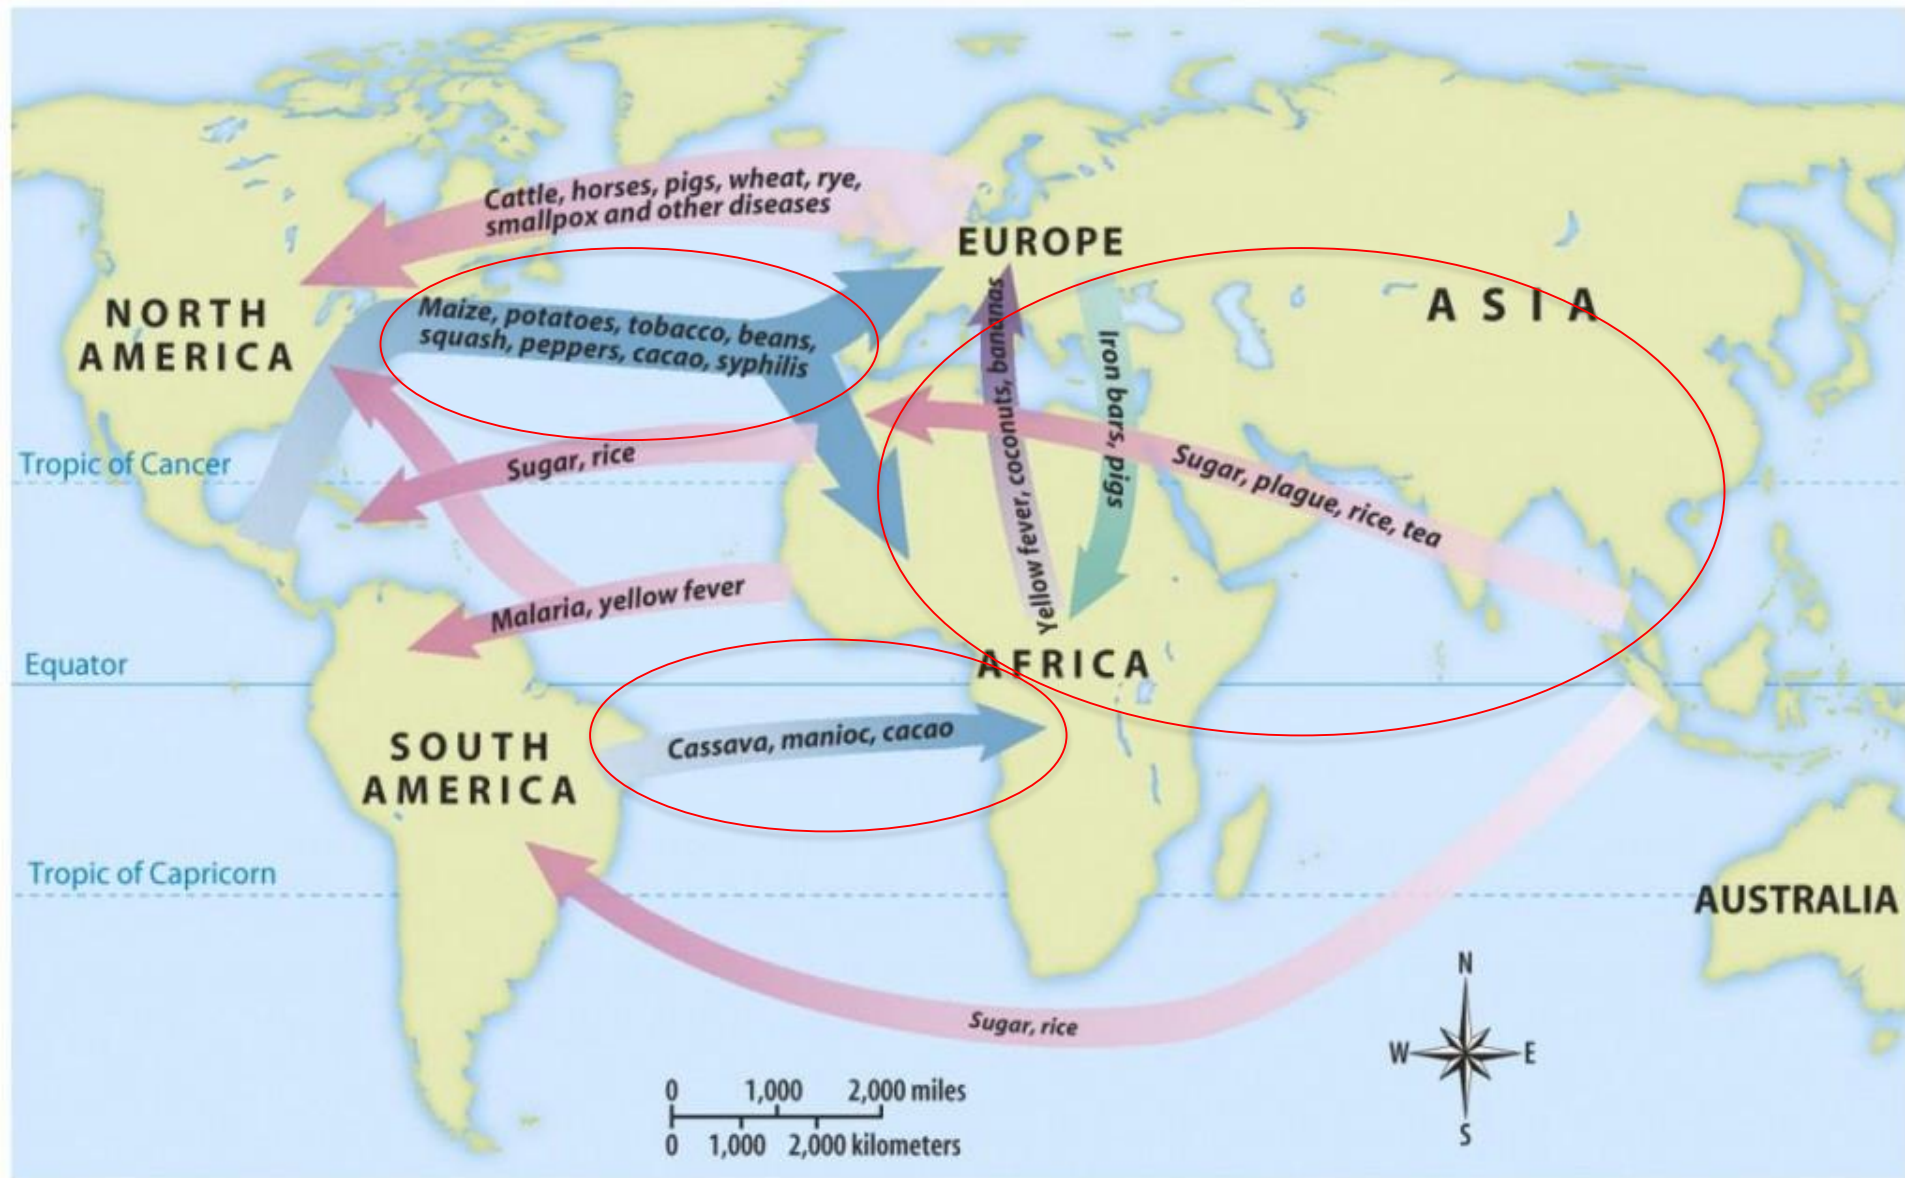 Cattle, horses, pigs, wheat, rye,
smallpox and other diseases
EUROPE
ASIA
NORTH
AMERICA
Maize, potatoes, tobacco, beans,
squash, peppers, cacao, syphilis
Yellow fever, coconuts, bananas
Iron bars, pigs
Tropic of Cancer
Sugar, rice
Sugar, plague, rice, tea
Malaria, yellow fever
Equator
AFRICA
SOUTH
AMERICA
Cassava, manioc, cacao
Tropic of Capricorn
AUSTRALIA
Sugar, rice
N
W E
S
0 1,000 2,000 miles
0 1,000 2,000 kilometers